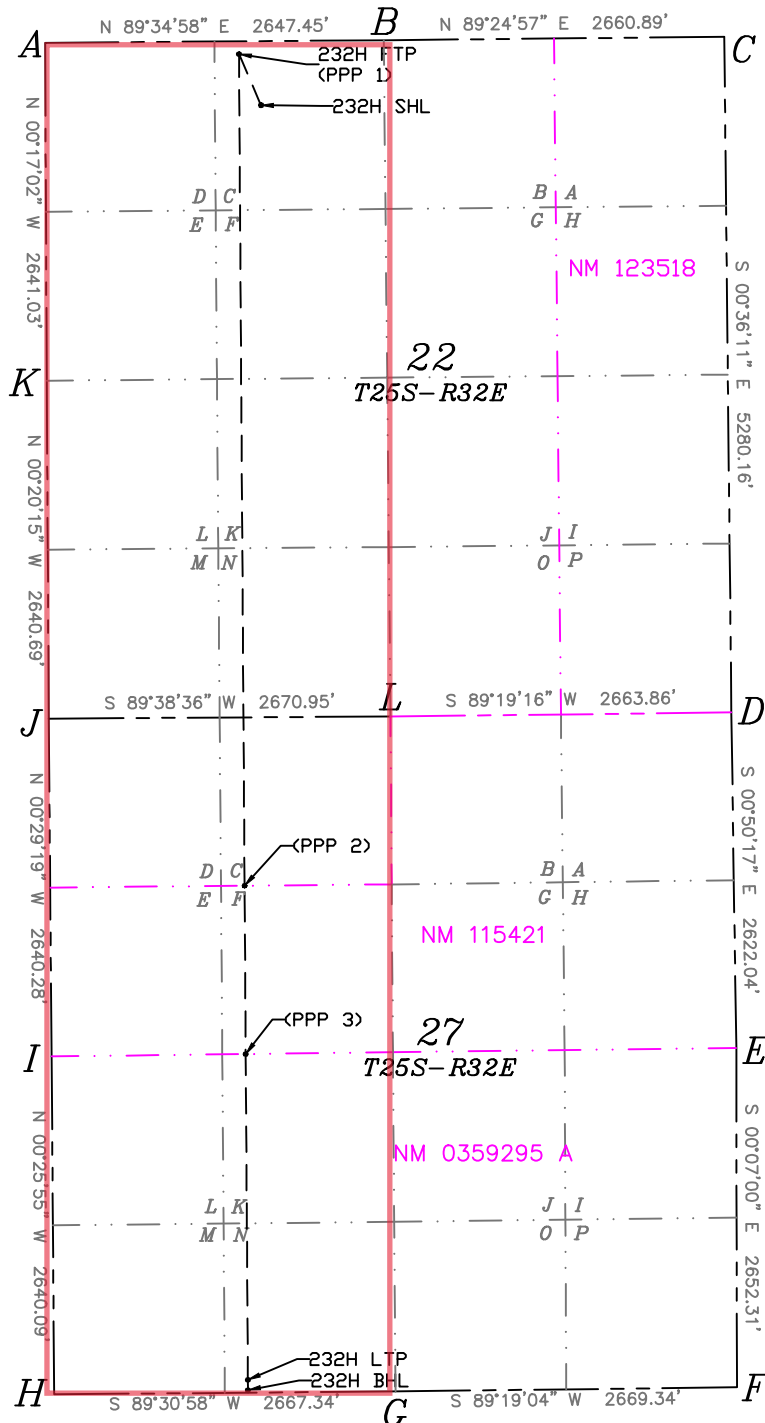 N 89°34'58" E 2647.45'
B
N 89°24'57" E 2660.89'
A
C
232H FTP
(PPP 1)
232H SHL
N 00°17'02" W 2641.03'
D C
E F
B A
G H
NM 123518
S 00°36'11" E 5280.16'
22
T25S-R32E
K
N 00°20'15" W 2640.69'
L K
M N
J I
O P
S 89°38'36" W 2670.95'
L
S 89°19'16" W 2663.86'
J
D
N 00°29'19" W 2640.28'
(PPP 2)
D C
E F
B A
G H
S 00°50'17" E 2622.04'
NM 115421
(PPP 3)
27
T25S-R32E
I
E
N 00°25'55" W 2640.09'
NM 0359295 A
S 00°07'00" E 2652.31'
L K
M N
J I
O P
232H LTP
232H BHL
H
S 89°30'58" W 2667.34'
G
S 89°19'04" W 2669.34'
F